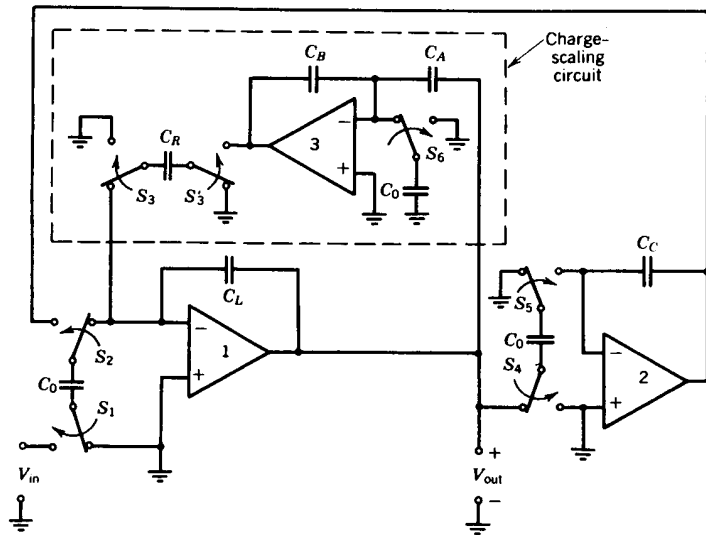 Charge-
scaling
circuit
C_B
C_A
C_R
3
−
+
S_3
S'_3
S_6
C_0
C_L
C_C
S_2
1
−
+
S_5
C_0
C_0
S_4
2
−
+
S_1
V_in
+
V_out
−